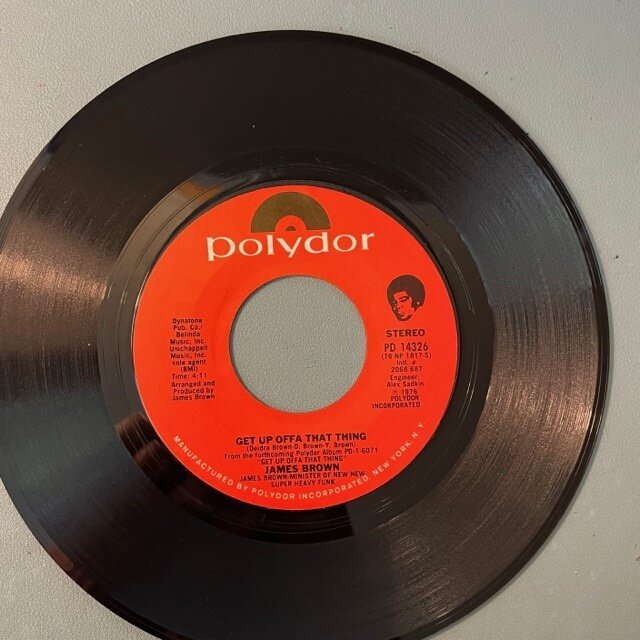 polydor
Dynatone
Pub. Co./
Belinda
Music, Inc.
Unichappell
Music, Inc.
sole agent
(BMI)
Time: 4:11
Arranged and
Produced by
James Brown
STEREO
PD 14326
(76 NP 1817-S)
Intl. #
2066 687
Engineer:
Alex Sadkin
℗ 1976
POLYDOR
INCORPORATED
GET UP OFFA THAT THING
(Deidra Brown-D. Brown-Y. Brown)
From the forthcoming Polydor Album PD-1-6071
"GET UP OFFA THAT THING"
JAMES BROWN
JAMES BROWN-MINISTER OF NEW NEW
SUPER HEAVY FUNK
MANUFACTURED BY POLYDOR INCORPORATED, NEW YORK, N.Y.